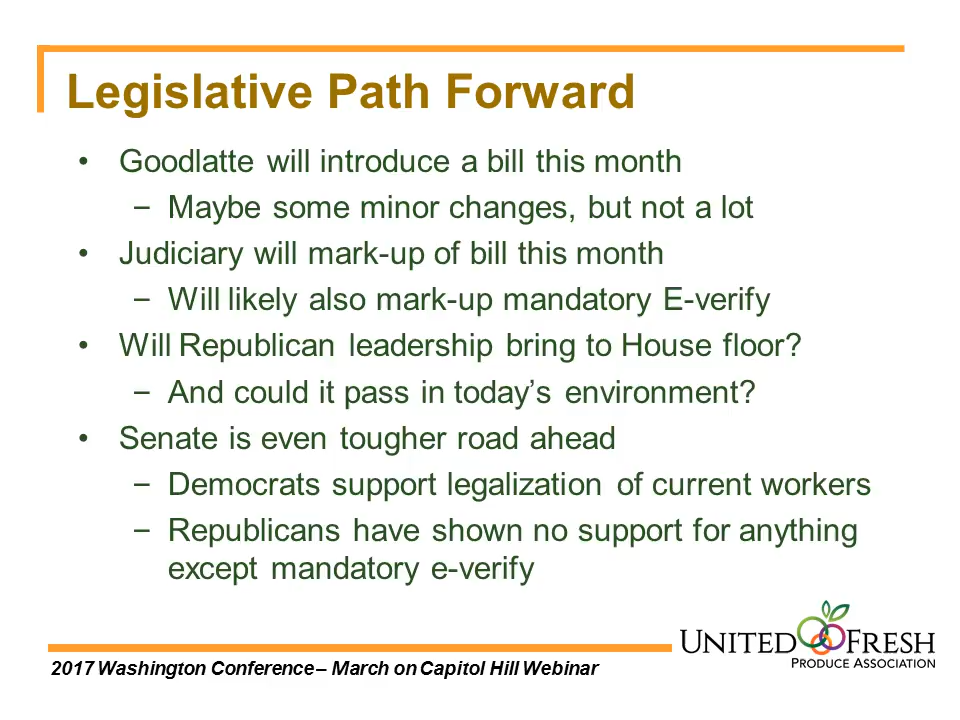 Legislative Path Forward
• Goodlatte will introduce a bill this month
– Maybe some minor changes, but not a lot
• Judiciary will mark-up of bill this month
– Will likely also mark-up mandatory E-verify
• Will Republican leadership bring to House floor?
– And could it pass in today’s environment?
• Senate is even tougher road ahead
– Democrats support legalization of current workers
– Republicans have shown no support for anything
except mandatory e-verify
UNITED FRESH
PRODUCE ASSOCIATION
2017 Washington Conference – March on Capitol Hill Webinar